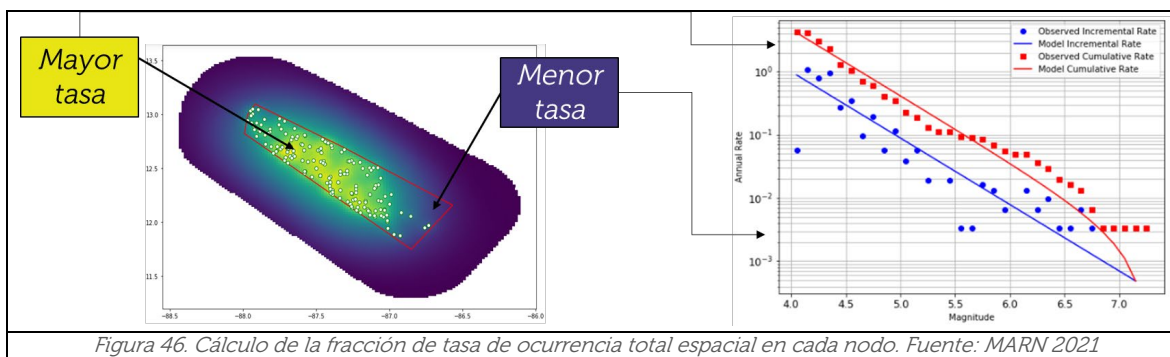 Mayor
tasa
Menor
tasa
13.5
13.0
12.5
12.0
11.5
−88.5
−88.0
−87.5
−87.0
−86.5
−86.0
Observed Incremental Rate
Model Incremental Rate
Observed Cumulative Rate
Model Cumulative Rate
Annual Rate
10⁰
10⁻¹
10⁻²
10⁻³
4.0
4.5
5.0
5.5
6.0
6.5
7.0
Magnitude
Figura 46. Cálculo de la fracción de tasa de ocurrencia total espacial en cada nodo. Fuente: MARN 2021